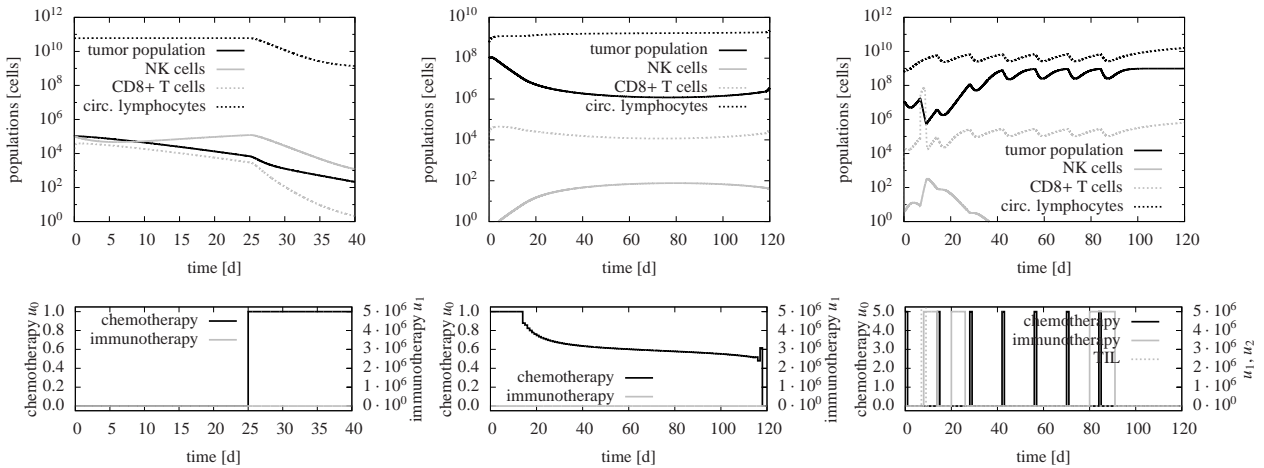 populations [cells]
10^12
10^10
10^8
10^6
10^4
10^2
10^0
tumor population
NK cells
CD8+ T cells
circ. lymphocytes
0 5 10 15 20 25 30 35 40
time [d]
populations [cells]
10^12
10^10
10^8
10^6
10^4
10^2
10^0
tumor population
NK cells
CD8+ T cells
circ. lymphocytes
0 20 40 60 80 100 120
time [d]
populations [cells]
10^12
10^10
10^8
10^6
10^4
10^2
10^0
tumor population
NK cells
CD8+ T cells
circ. lymphocytes
0 20 40 60 80 100 120
time [d]
chemotherapy u_0
1.0
0.8
0.6
0.4
0.2
0.0
chemotherapy
immunotherapy
5 · 10^6
4 · 10^6
3 · 10^6
2 · 10^6
1 · 10^6
0 · 10^0
immunotherapy u_1
0 5 10 15 20 25 30 35 40
time [d]
chemotherapy u_0
1.0
0.8
0.6
0.4
0.2
0.0
chemotherapy
immunotherapy
5 · 10^6
4 · 10^6
3 · 10^6
2 · 10^6
1 · 10^6
0 · 10^0
immunotherapy u_1
0 20 40 60 80 100 120
time [d]
chemotherapy u_0
5.0
4.0
3.0
2.0
1.0
0.0
chemotherapy
immunotherapy
TIL
5 · 10^6
4 · 10^6
3 · 10^6
2 · 10^6
1 · 10^6
0 · 10^0
u_1, u_2
0 20 40 60 80 100 120
time [d]